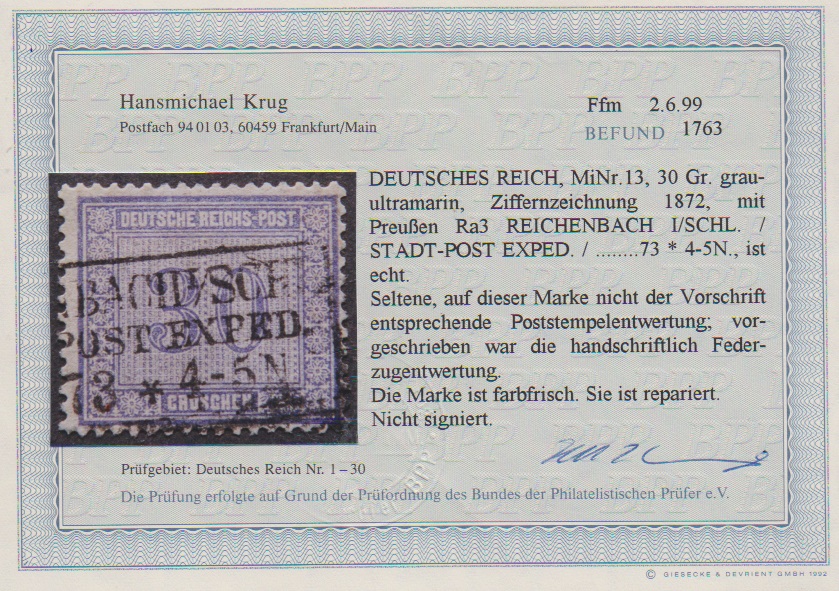 Hansmichael Krug
Postfach 94 01 03, 60459 Frankfurt/Main
Ffm 2.6.99
BEFUND 1763
DEUTSCHES REICH, MiNr.13, 30 Gr. grau-
ultramarin, Ziffernzeichnung 1872, mit
Preußen Ra3 REICHENBACH I/SCHL. /
STADT-POST EXPED. / ........73 * 4-5N., ist
echt.
Seltene, auf dieser Marke nicht der Vorschrift
entsprechende Poststempelentwertung; vor-
geschrieben war die handschriftlich Feder-
zugentwertung.
Die Marke ist farbfrisch. Sie ist repariert.
Nicht signiert.
DEUTSCHE REICHS-POST
30
BACH I/SCH
POST EXPED.
73 * 4-5N
GROSCHEN
Prüfgebiet: Deutsches Reich Nr. 1–30
Die Prüfung erfolgte auf Grund der Prüfordnung des Bundes der Philatelistischen Prüfer e.V.
BPP
© GIESECKE & DEVRIENT GMBH 1992